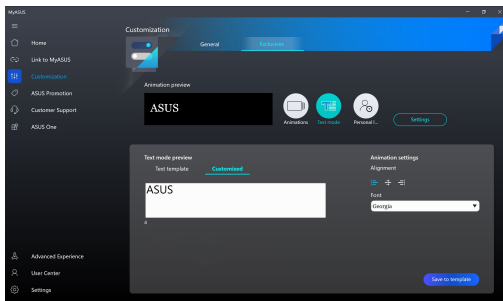 MyASUS
Customization
Home
General
Exclusive
Link to MyASUS
Customization
ASUS Promotion
Customer Support
ASUS One
Animation preview
ASUS
Animations
Text mode
Personal I...
Settings
Text mode preview
Text template
Customized
ASUS
a
Animation settings
Alignment
Font
Georgia
Save to template
Advanced Experience
User Center
Settings